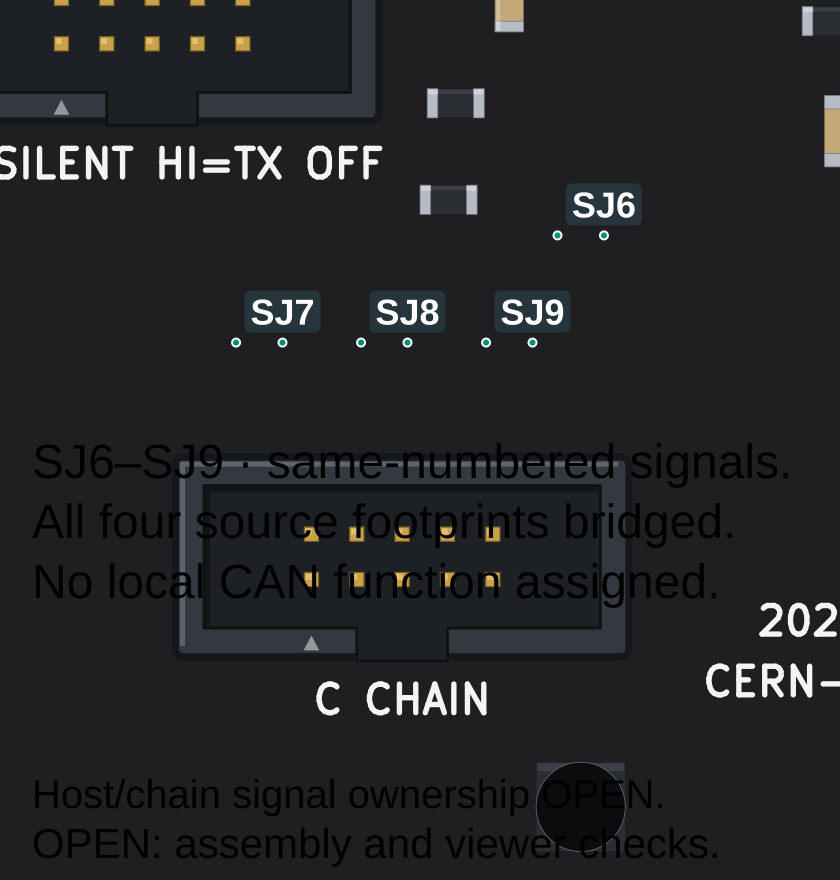 SILENT HI=TX OFF
SJ6
SJ7 SJ8 SJ9
SJ6–SJ9 · same-numbered signals.
All four source footprints bridged.
No local CAN function assigned.
202
CERN–
C CHAIN
Host/chain signal ownership OPEN.
OPEN: assembly and viewer checks.